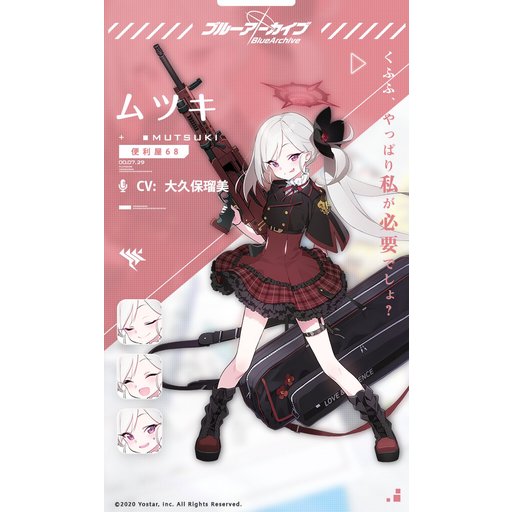 ブルーアーカイブ
BlueArchive
ムツキ
MUTSUKI
便利屋68
00.07.29
CV: 大久保瑠美
くふふ、やっぱり私が必要でしょ?
©2020 Yostar, Inc. All Rights Reserved.